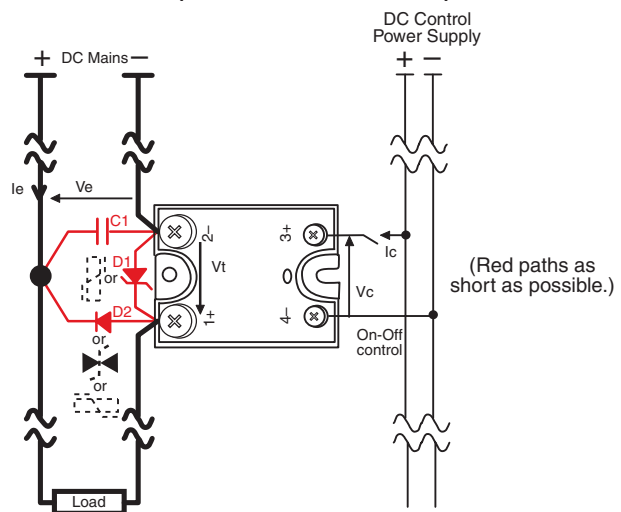 DC Control
Power Supply
+ DC Mains −
+ −
Ie
Ve
C1
2−
3+
D1
or
Vt
Ic
Vc
(Red paths as
short as possible.)
D2
1+
4−
On-Off
control
or
or
Load